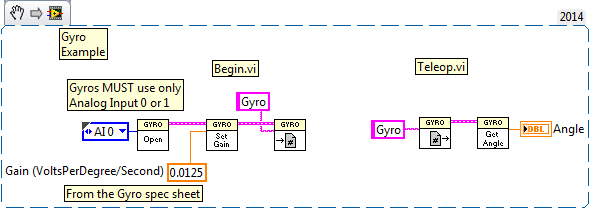 2014
Gyro
Example
Begin.vi
Teleop.vi
Gyros MUST use only
Analog Input 0 or 1
Gyro
AI 0
GYRO
Open
GYRO
Set
Gain
GYRO
#
Gyro
GYRO
#
GYRO
Get
Angle
DBL
Angle
Gain (VoltsPerDegree/Second)
0.0125
From the Gyro spec sheet